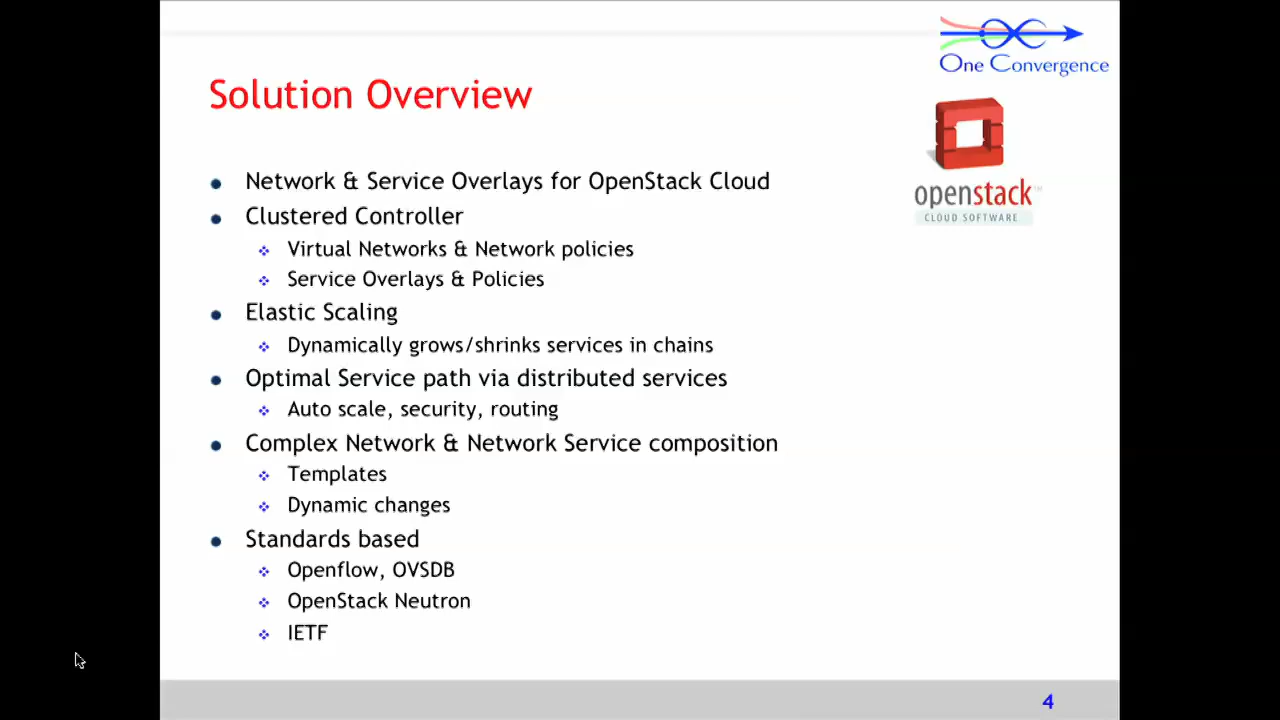 One Convergence
Solution Overview
openstack™
CLOUD SOFTWARE
Network & Service Overlays for OpenStack Cloud
Clustered Controller
Virtual Networks & Network policies
Service Overlays & Policies
Elastic Scaling
Dynamically grows/shrinks services in chains
Optimal Service path via distributed services
Auto scale, security, routing
Complex Network & Network Service composition
Templates
Dynamic changes
Standards based
Openflow, OVSDB
OpenStack Neutron
IETF
4